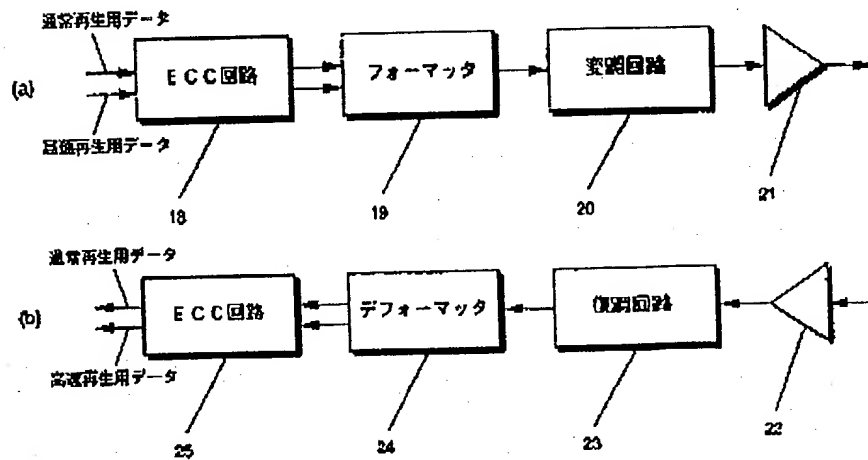 通常再生用データ
(a)
ECC回路
フォーマッタ
変調回路
高速再生用データ
18
19
20
21
通常再生用データ
(b)
ECC回路
デフォーマッタ
復調回路
高速再生用データ
25
24
23
22